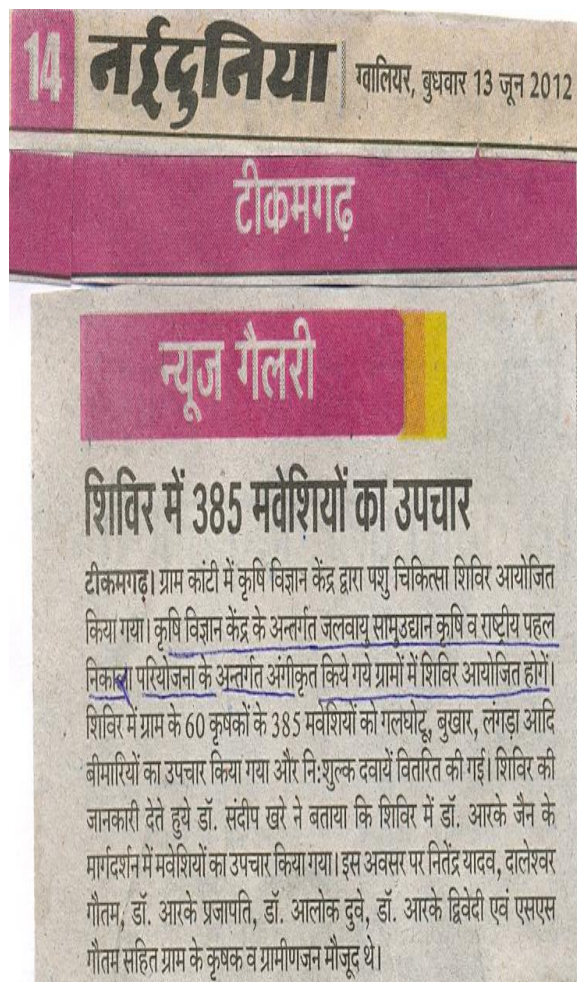 14 नईदुनिया ग्वालियर, बुधवार 13 जून 2012
टीकमगढ़
न्यूज गैलरी
शिविर में 385 मवेशियों का उपचार
टीकमगढ़। ग्राम कांटी में कृषि विज्ञान केंद्र द्वारा पशु चिकित्सा शिविर आयोजित
किया गया। कृषि विज्ञान केंद्र के अन्तर्गत जलवायु सामुउद्यान कृषि व राष्ट्रीय पहल
निकाला परियोजना के अन्तर्गत अंगीकृत किये गये ग्रामों में शिविर आयोजित होगें।
शिविर में ग्राम के 60 कृषकों के 385 मवेशियों को गलघोटू, बुखार, लंगड़ा आदि
बीमारियों का उपचार किया गया और नि:शुल्क दवायें वितरित की गई। शिविर की
जानकारी देते हुये डॉ. संदीप खरे ने बताया कि शिविर में डॉ. आरके जैन के
मार्गदर्शन में मवेशियों का उपचार किया गया। इस अवसर पर नितेंद्र यादव, दालेश्वर
गौतम, डॉ. आरके प्रजापति, डॉ. आलोक दुवे, डॉ. आरके द्विवेदी एवं एसएस
गौतम सहित ग्राम के कृषक व ग्रामीणजन मौजूद थे।